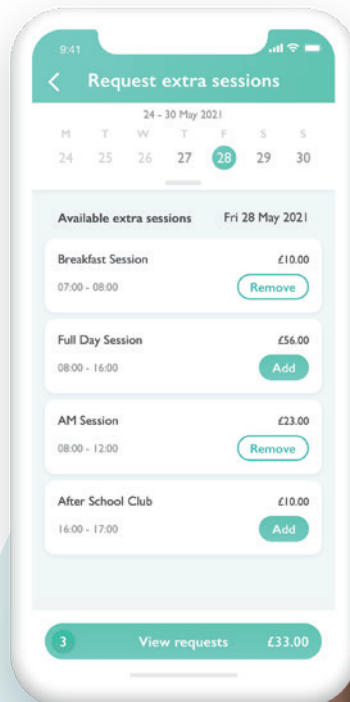 9:41
Request extra sessions
24 - 30 May 2021
M T W T F S S
24 25 26 27 28 29 30
Available extra sessions Fri 28 May 2021
Breakfast Session £10.00
07:00 - 08:00 Remove
Full Day Session £56.00
08:00 - 16:00 Add
AM Session £23.00
08:00 - 12:00 Remove
After School Club £10.00
16:00 - 17:00 Add
3 View requests £33.00